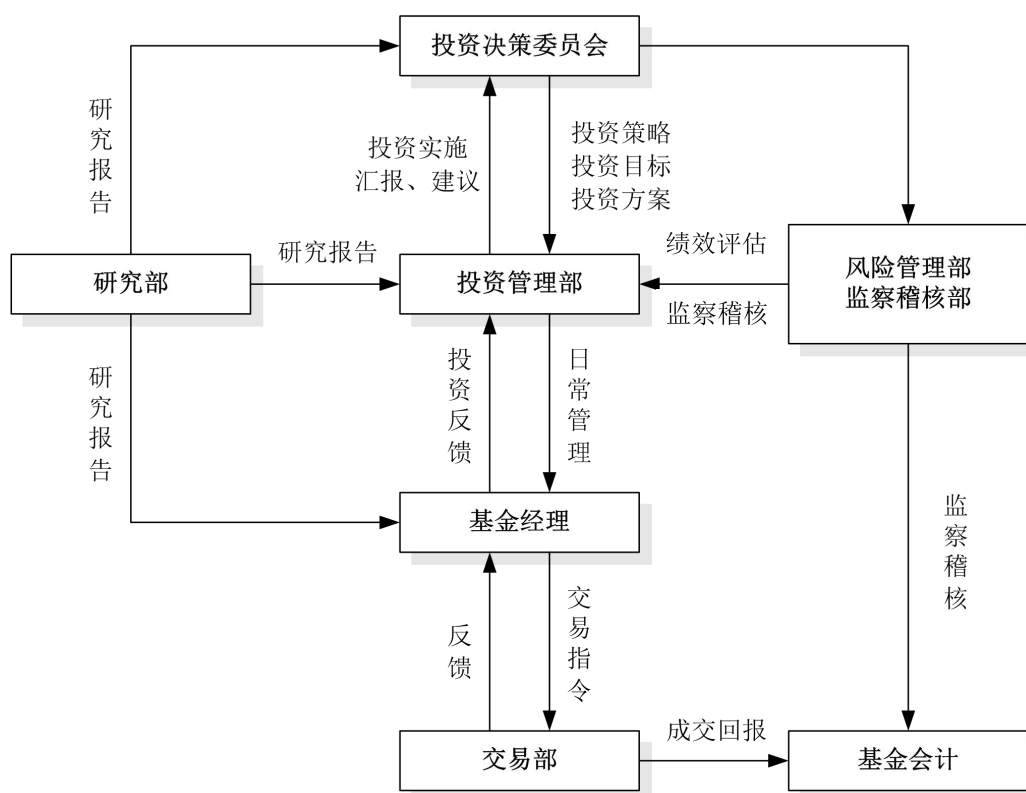 投资决策委员会
研究报告
投资实施
汇报、建议
投资策略
投资目标
投资方案
研究部
研究报告
投资管理部
绩效评估
监察稽核
风险管理部
监察稽核部
研究报告
投资反馈
日常管理
基金经理
监察稽核
反馈
交易指令
交易部
成交回报
基金会计